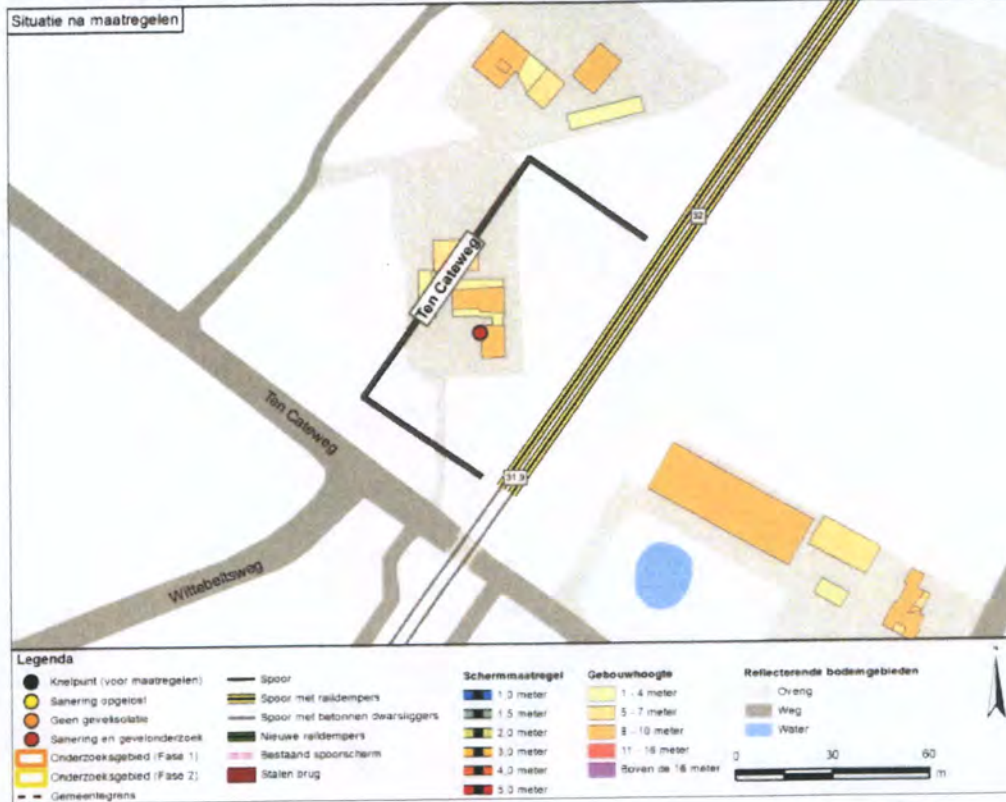 Situatie na maatregelen
32
Ten Cateweg
Ten Cateweg
31.9
Wittebeltsweg
Legenda
Knelpunt (voor maatregelen)
Sanering opgelost
Geen gevelisolatie
Sanering en gevelonderzoek
Onderzoeksgebied (Fase 1)
Onderzoeksgebied (Fase 2)
Gemeentegrens
Spoor
Spoor met raildempers
Spoor met betonnen dwarsliggers
Nieuwe raildempers
Bestaand spoorscherm
Stalen brug
Schermmaatregel
1,0 meter
1,5 meter
2,0 meter
3,0 meter
4,0 meter
5,0 meter
Gebouwhoogte
1 - 4 meter
5 - 7 meter
8 - 10 meter
11 - 16 meter
Boven de 16 meter
Reflecterende bodemgebieden
Overig
Weg
Water
0 30 60
m